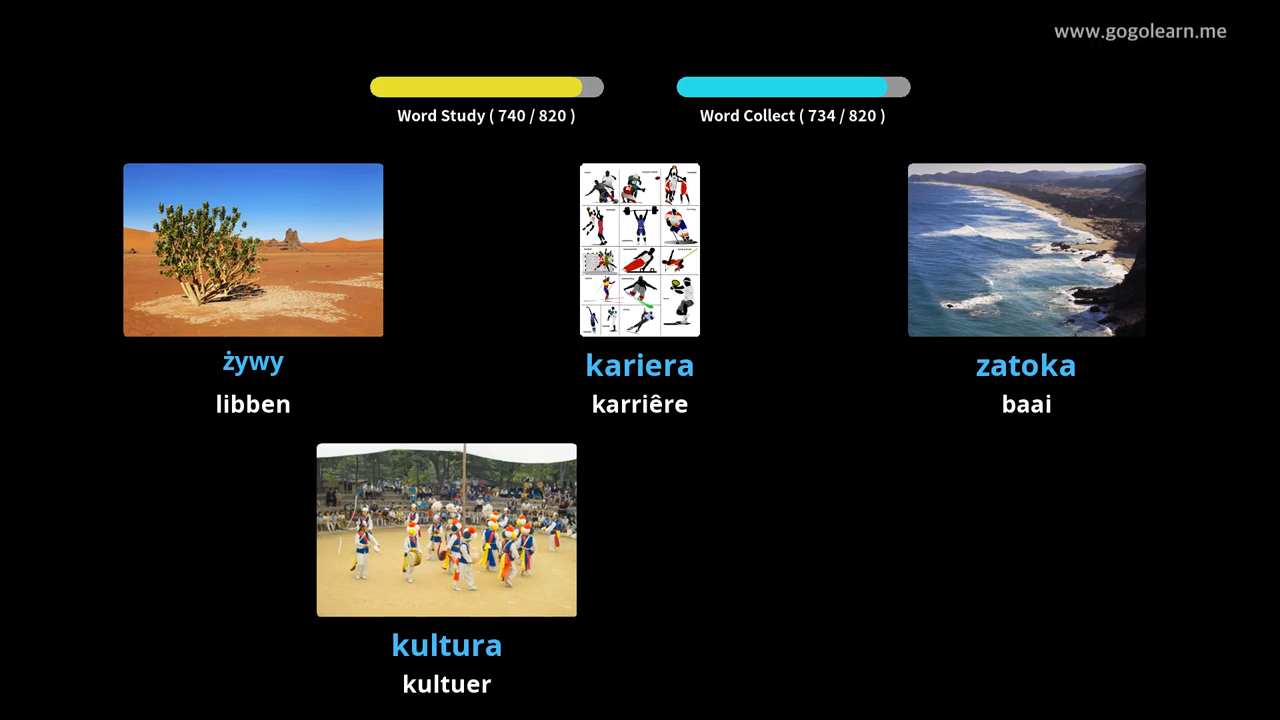 www.gogolearn.me
Word Study ( 740 / 820 )
Word Collect ( 734 / 820 )
żywy
libben
kariera
karriêre
zatoka
baai
kultura
kultuer